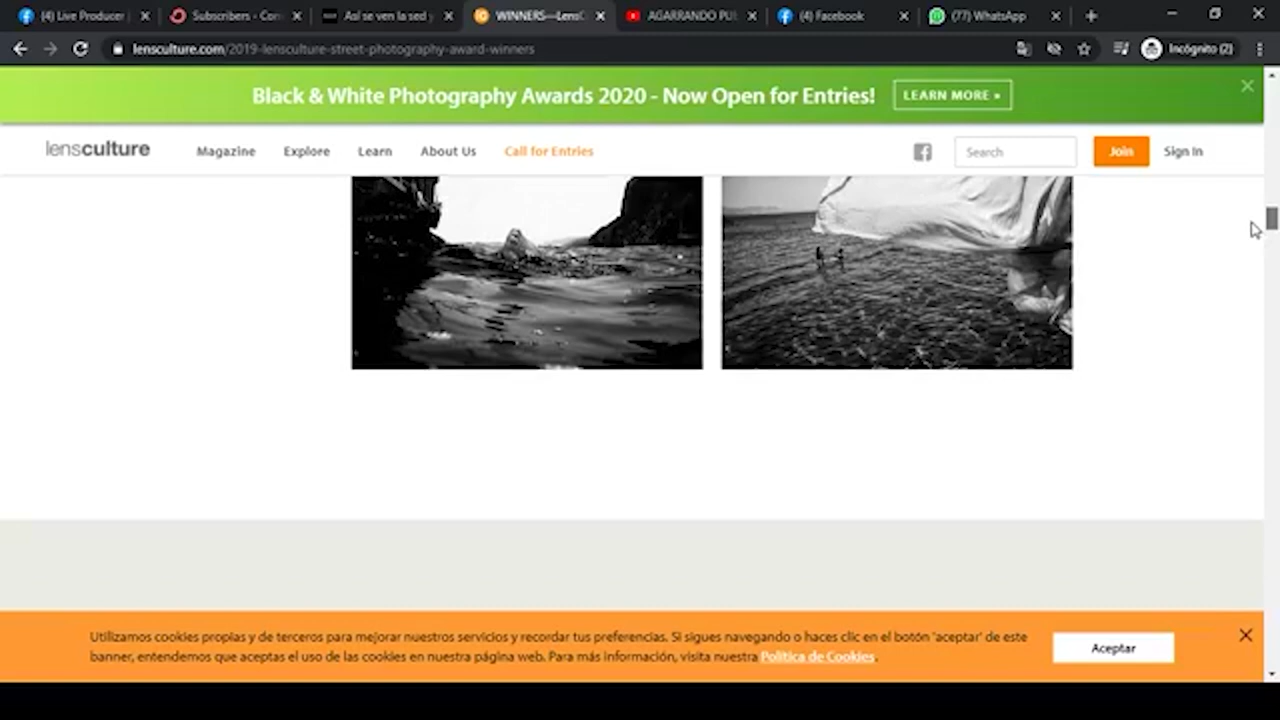 (4) Live Producer
Subscribers - Con
Así se ven la sed y
WINNERS—LensC
AGARRANDO PUE
(4) Facebook
(77) WhatsApp
lensculture.com/2019-lensculture-street-photography-award-winners
Incógnito (2)
Black & White Photography Awards 2020 - Now Open for Entries!
LEARN MORE »
lensculture
Magazine
Explore
Learn
About Us
Call for Entries
Search
Join
Sign In
Utilizamos cookies propias y de terceros para mejorar nuestros servicios y recordar tus preferencias. Si sigues navegando o haces clic en el botón 'aceptar' de este
banner, entendemos que aceptas el uso de las cookies en nuestra página web. Para más información, visita nuestra Política de Cookies.
Aceptar